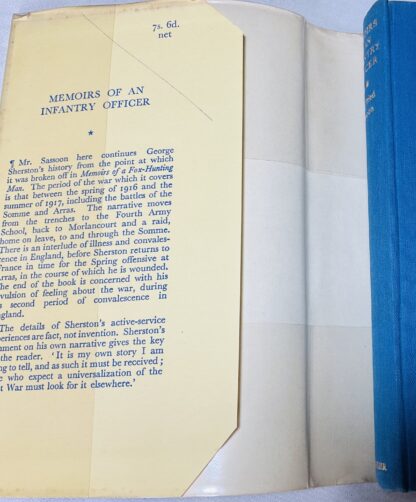 7s. 6d.
net
MEMOIRS OF AN
INFANTRY OFFICER
★
¶ Mr. Sassoon here continues George
Sherston's history from the point at which
it was broken off in Memoirs of a Fox-Hunting
Man. The period of the war which it covers
is that between the spring of 1916 and the
summer of 1917, including the battles of the
Somme and Arras. The narrative moves
from the trenches to the Fourth Army
School, back to Morlancourt and a raid,
home on leave, to and through the Somme.
There is an interlude of illness and convales-
cence in England, before Sherston returns to
France in time for the Spring offensive at
Arras, in the course of which he is wounded.
The end of the book is concerned with his
vulsion of feeling about the war, during
s second period of convalescence in
gland.
The details of Sherston's active-service
periences are fact, not invention. Sherston's
mment on his own narrative gives the key
the reader. 'It is my own story I am
ng to tell, and as such it must be received;
e who expect a universalization of the
t War must look for it elsewhere.'